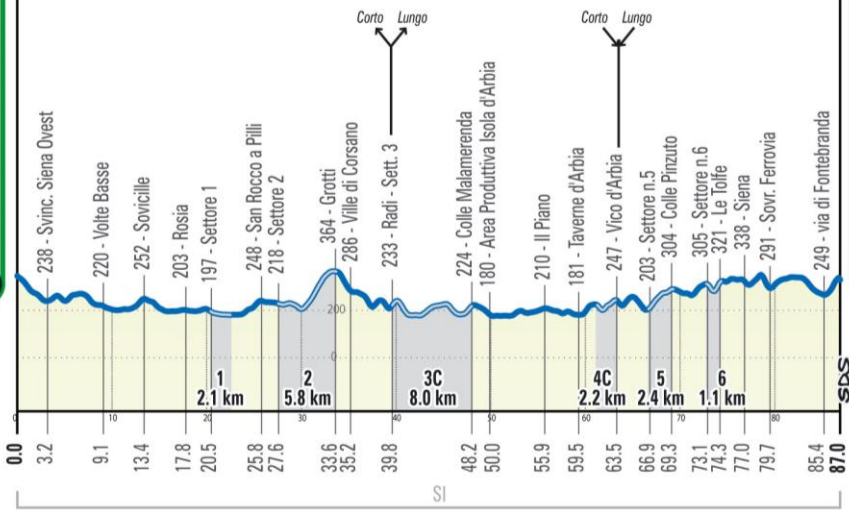 Corto Lungo
Corto Lungo
238 - Svinc. Siena Ovest
220 - Volte Basse
252 - Sovicille
203 - Rosia
197 - Settore 1
248 - San Rocco a Pilli
218 - Settore 2
364 - Grotti
286 - Ville di Corsano
233 - Radi - Sett. 3
224 - Colle Malamerenda
180 - Area Produttiva Isola d'Arbia
210 - Il Piano
181 - Taverne d'Arbia
247 - Vico d'Arbia
203 - Settore n.5
304 - Colle Pinzuto
305 - Settore n.6
321 - Le Tolfe
338 - Siena
291 - Sovr. Ferrovia
249 - via di Fontebranda
200
0
1 2 3C 4C 5 6
2.1 km 5.8 km 8.0 km 2.2 km 2.4 km 1.1 km
SDS
0 10 20 30 40 50 60 70 80
0.0 3.2 9.1 13.4 17.8 20.5 25.8 27.6 33.6 35.2 39.8 48.2 50.0 55.9 59.5 63.5 66.9 69.3 73.1 74.3 77.0 79.7 85.4 87.0
SI